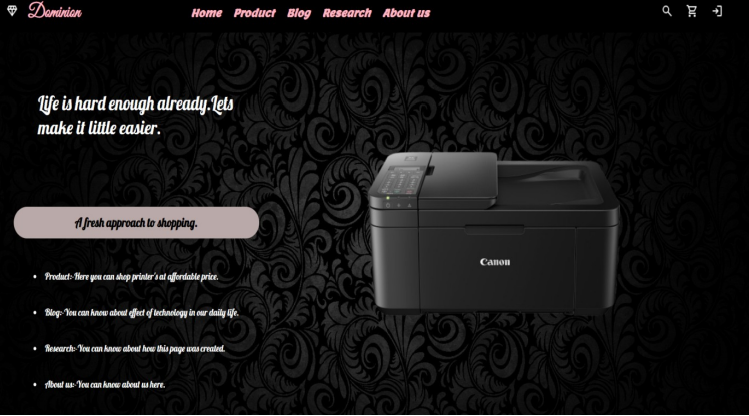 Dominion
Home Product Blog Research About us
Life is hard enough already.Lets
make it little easier.
A fresh approach to shopping.
Canon
• Product:-Here you can shop printer's at affordable price.
• Blog:-You can know about effect of technology in our daily life.
• Research:-You can know about how this page was created.
• About us:-You can know about us here.